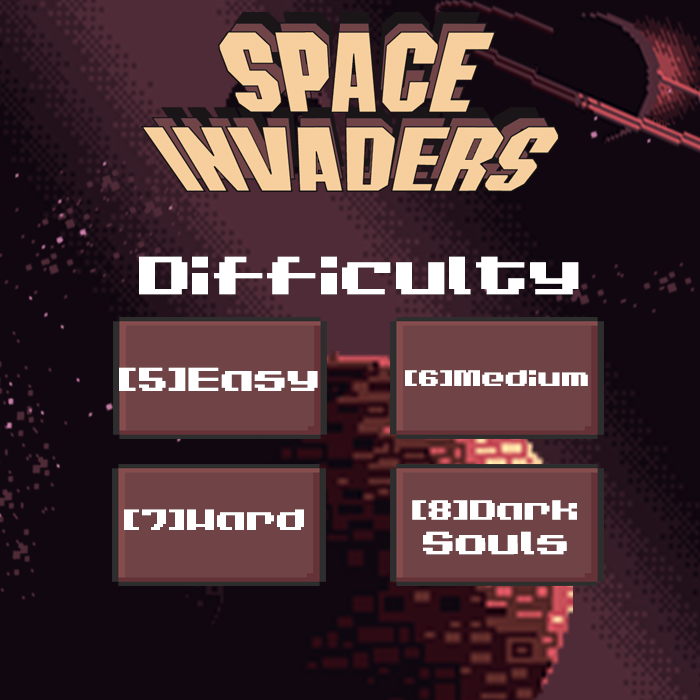 SPACE
INVADERS
Difficulty
[5]Easy
[6]Medium
[7]Hard
[8]Dark
Souls